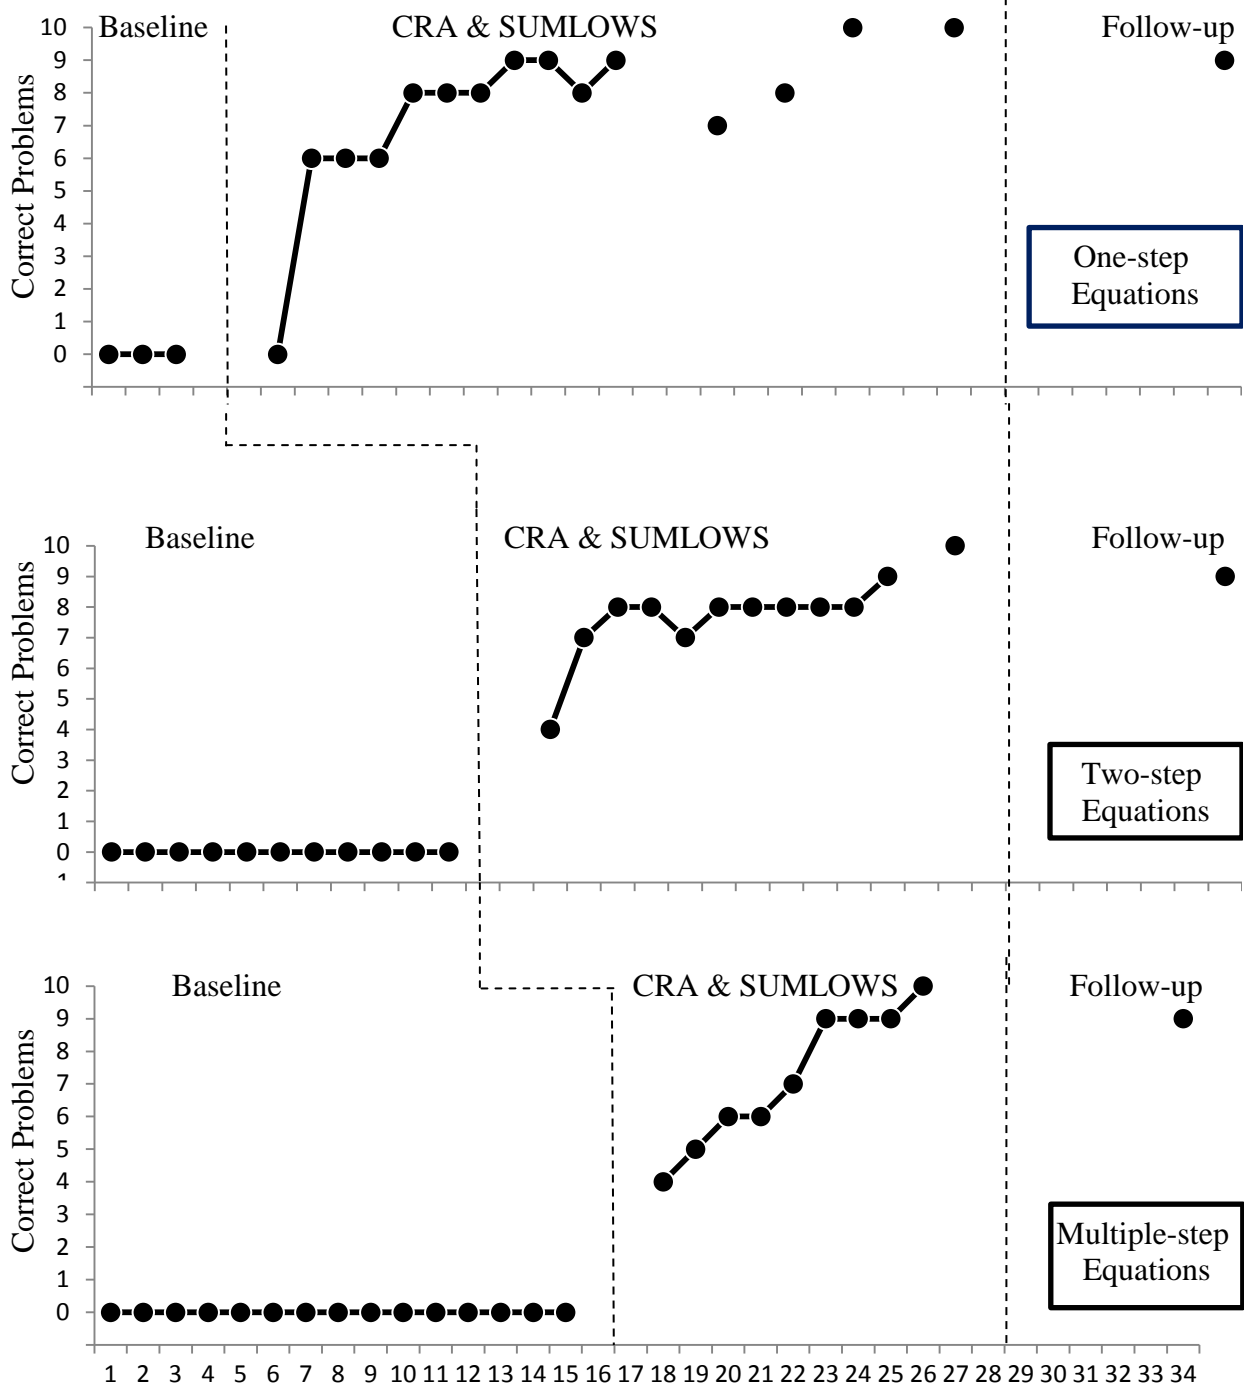 Baseline CRA & SUMLOWS Follow-up
10
9
8
7
6
5
4
3
2
1
0
Correct Problems
One-step
Equations
Baseline CRA & SUMLOWS Follow-up
10
9
8
7
6
5
4
3
2
1
0
1
Correct Problems
Two-step
Equations
Baseline CRA & SUMLOWS Follow-up
10
9
8
7
6
5
4
3
2
1
0
Correct Problems
Multiple-step
Equations
1 2 3 4 5 6 7 8 9 10 11 12 13 14 15 16 17 18 19 20 21 22 23 24 25 26 27 28 29 30 31 32 33 34